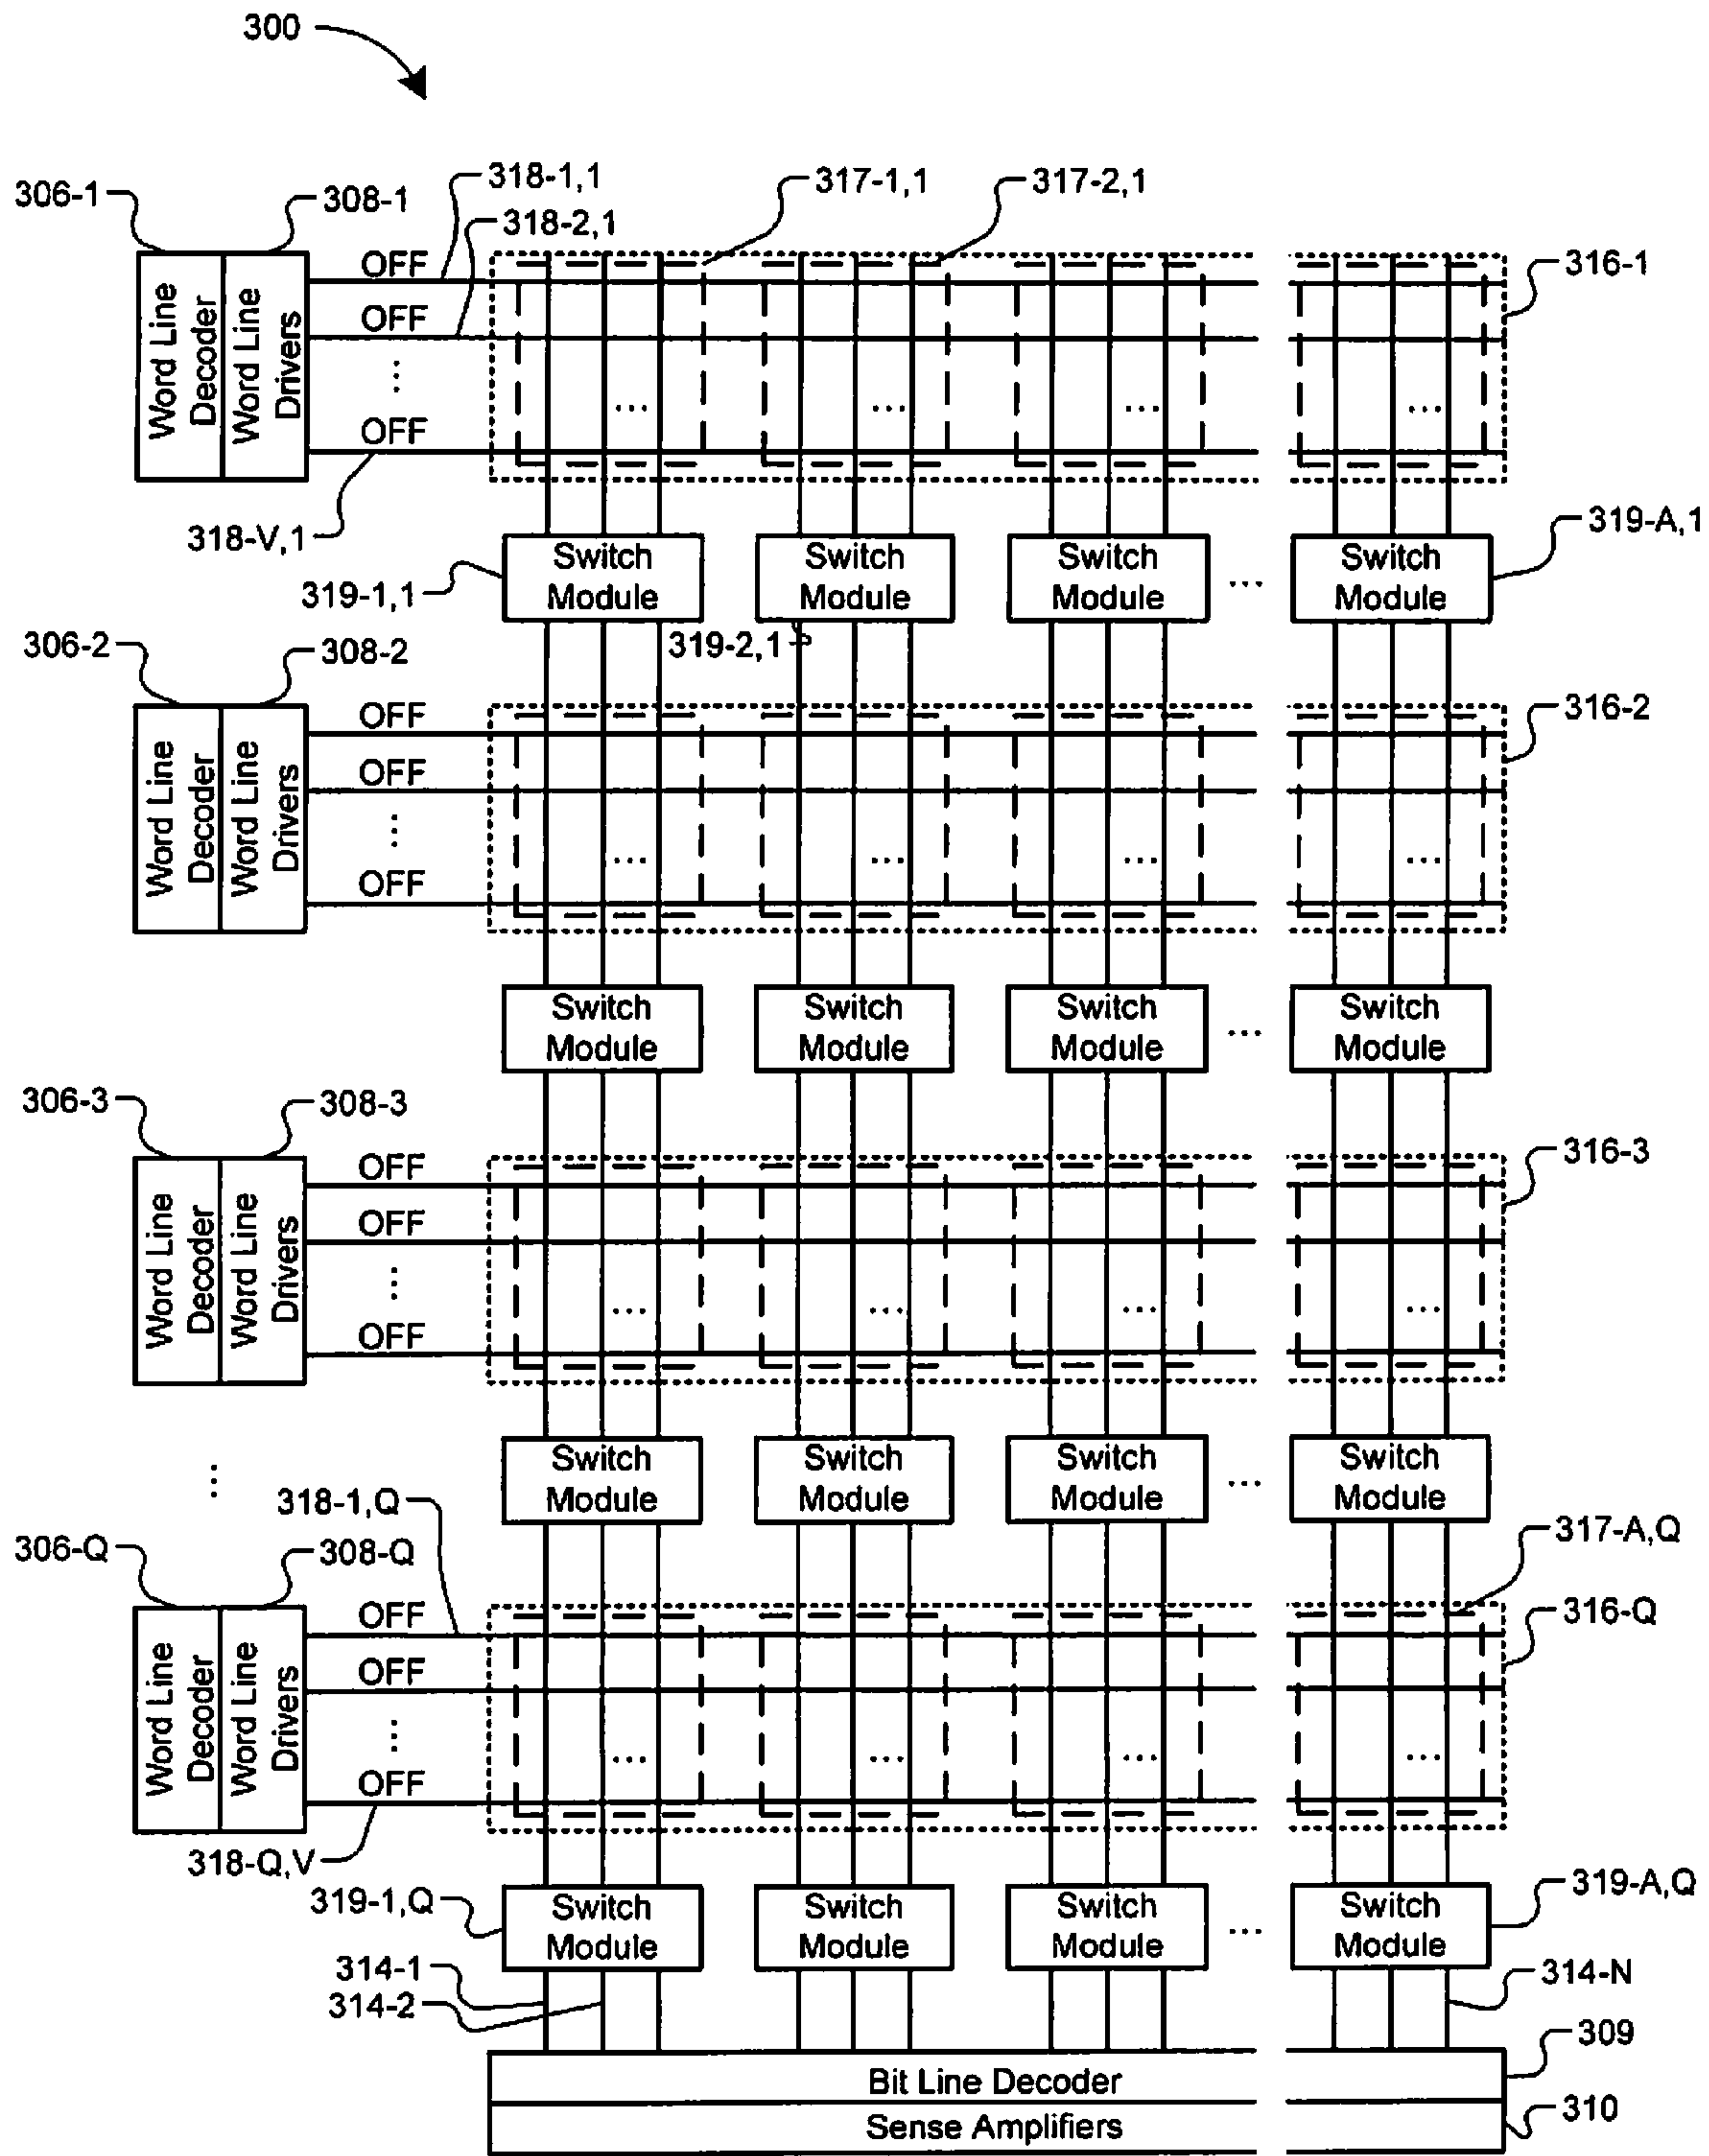 300
306-1
308-1
318-1,1
318-2,1
317-1,1
317-2,1
316-1
Word Line
Decoder
Word Line
Drivers
OFF
OFF
⋮
OFF
...
...
...
...
318-V,1
319-1,1
Switch
Module
319-2,1
Switch
Module
Switch
Module
...
Switch
Module
319-A,1
306-2
308-2
316-2
Word Line
Decoder
Word Line
Drivers
OFF
OFF
⋮
OFF
...
...
...
...
Switch
Module
Switch
Module
Switch
Module
...
Switch
Module
306-3
308-3
316-3
Word Line
Decoder
Word Line
Drivers
OFF
OFF
⋮
OFF
...
...
...
...
Switch
Module
Switch
Module
Switch
Module
...
Switch
Module
⋮
318-1,Q
306-Q
308-Q
317-A,Q
316-Q
Word Line
Decoder
Word Line
Drivers
OFF
OFF
⋮
OFF
...
...
...
...
318-Q,V
319-1,Q
Switch
Module
Switch
Module
Switch
Module
...
Switch
Module
319-A,Q
314-1
314-2
314-N
309
Bit Line Decoder
310
Sense Amplifiers